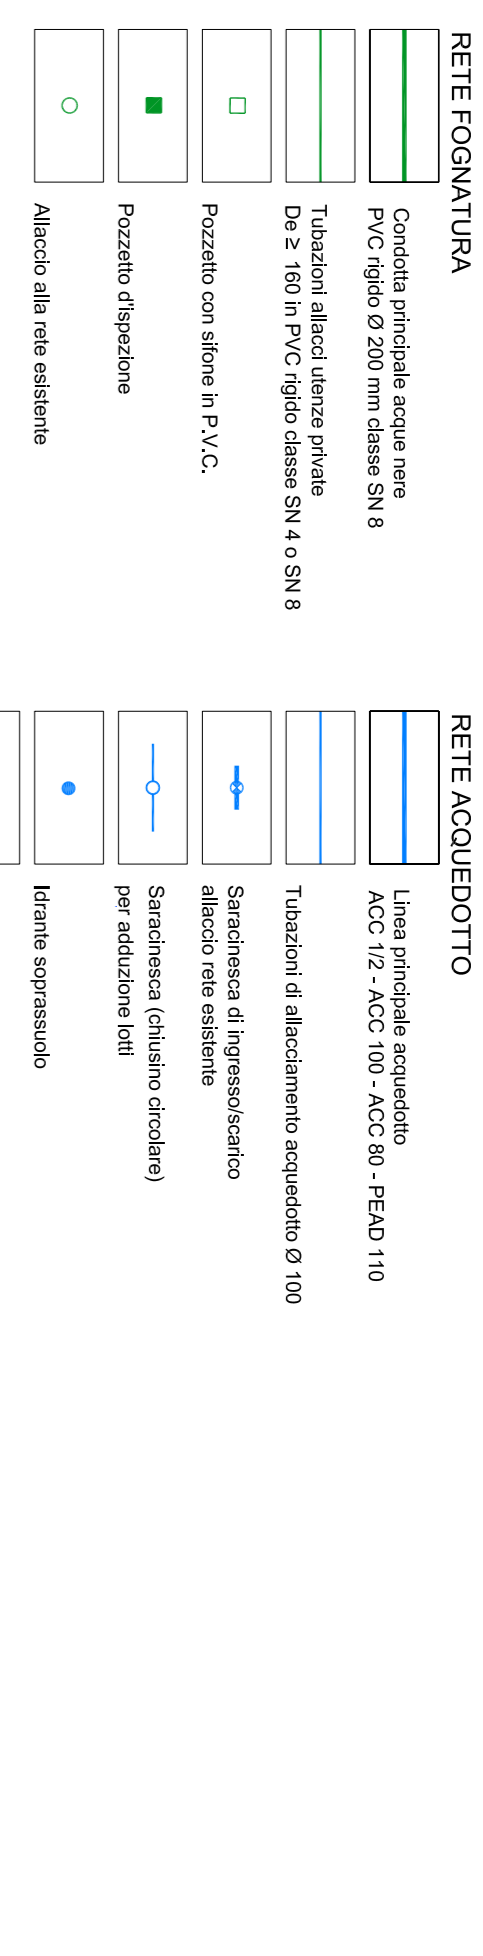 RETE FOGNATURA
Condotta principale acque nere
PVC rigido Ø 200 mm classe SN 8
Tubazioni allacci utenze private
De ≥ 160 in PVC rigido classe SN 4 o SN 8
Pozzetto con sifone in P.V.C.
Pozzetto d'ispezione
Allaccio alla rete esistente
RETE ACQUEDOTTO
Linea principale acquedotto
ACC 1/2 - ACC 100 - ACC 80 - PEAD 110
Tubazioni di allacciamento acquedotto Ø 100
Saracinesca di ingresso/scarico
allaccio rete esistente
Saracinesca (chiusino circolare)
per adduzione lotti
Idrante soprassuolo